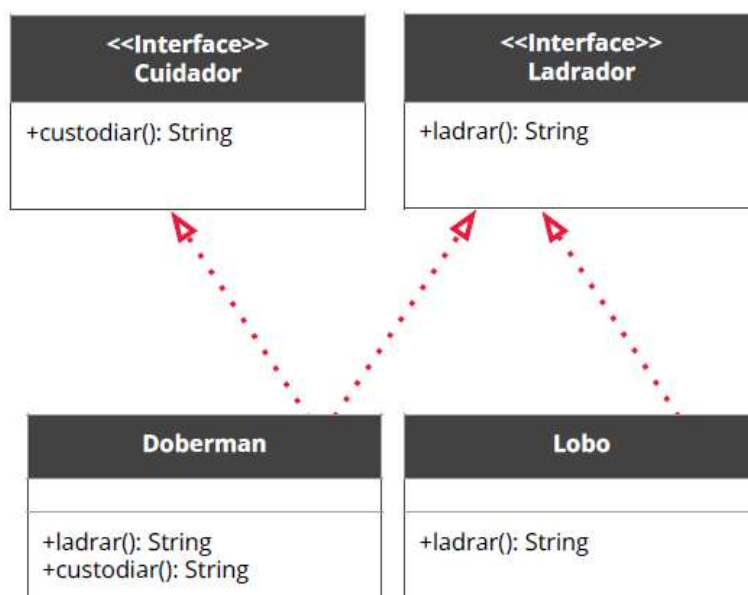 <<Interface>>
Cuidador
+custodiar(): String
<<Interface>>
Ladrador
+ladrar(): String
Doberman
+ladrar(): String
+custodiar(): String
Lobo
+ladrar(): String